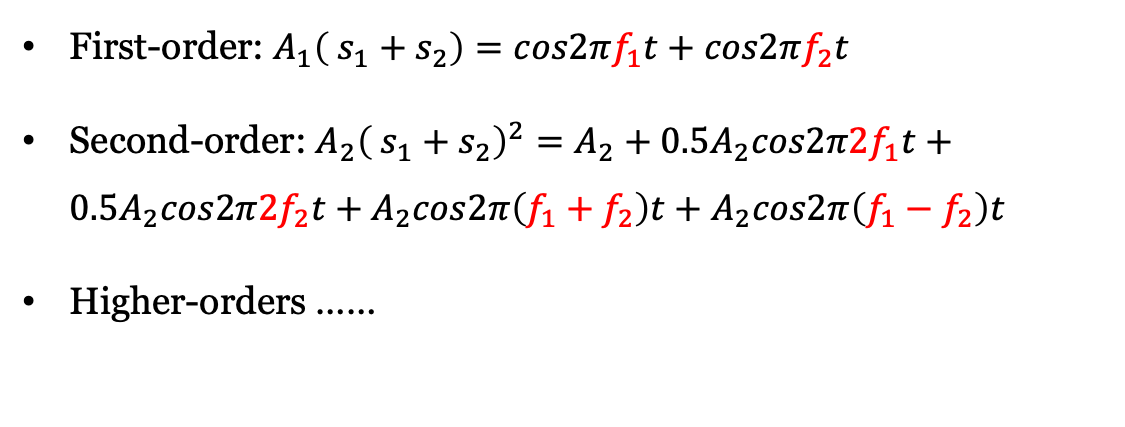 • First-order: A₁( s₁ + s₂) = cos2πf₁t + cos2πf₂t
• Second-order: A₂( s₁ + s₂)² = A₂ + 0.5A₂cos2π2f₁t +
0.5A₂cos2π2f₂t + A₂cos2π(f₁ + f₂)t + A₂cos2π(f₁ − f₂)t
• Higher-orders ......